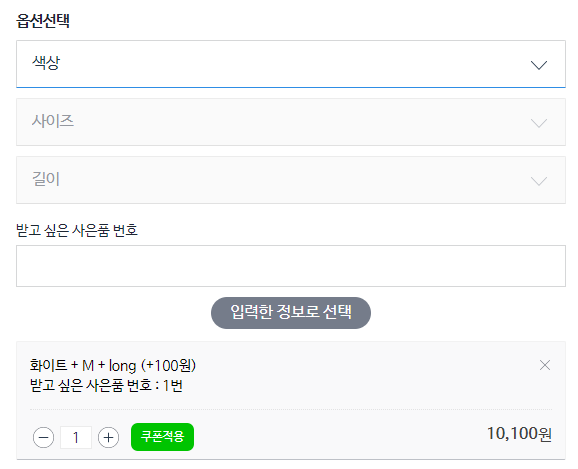 옵션선택
색상
사이즈
길이
받고 싶은 사은품 번호
입력한 정보로 선택
화이트 + M + long (+100원)
받고 싶은 사은품 번호 : 1번
1 쿠폰적용 10,100원